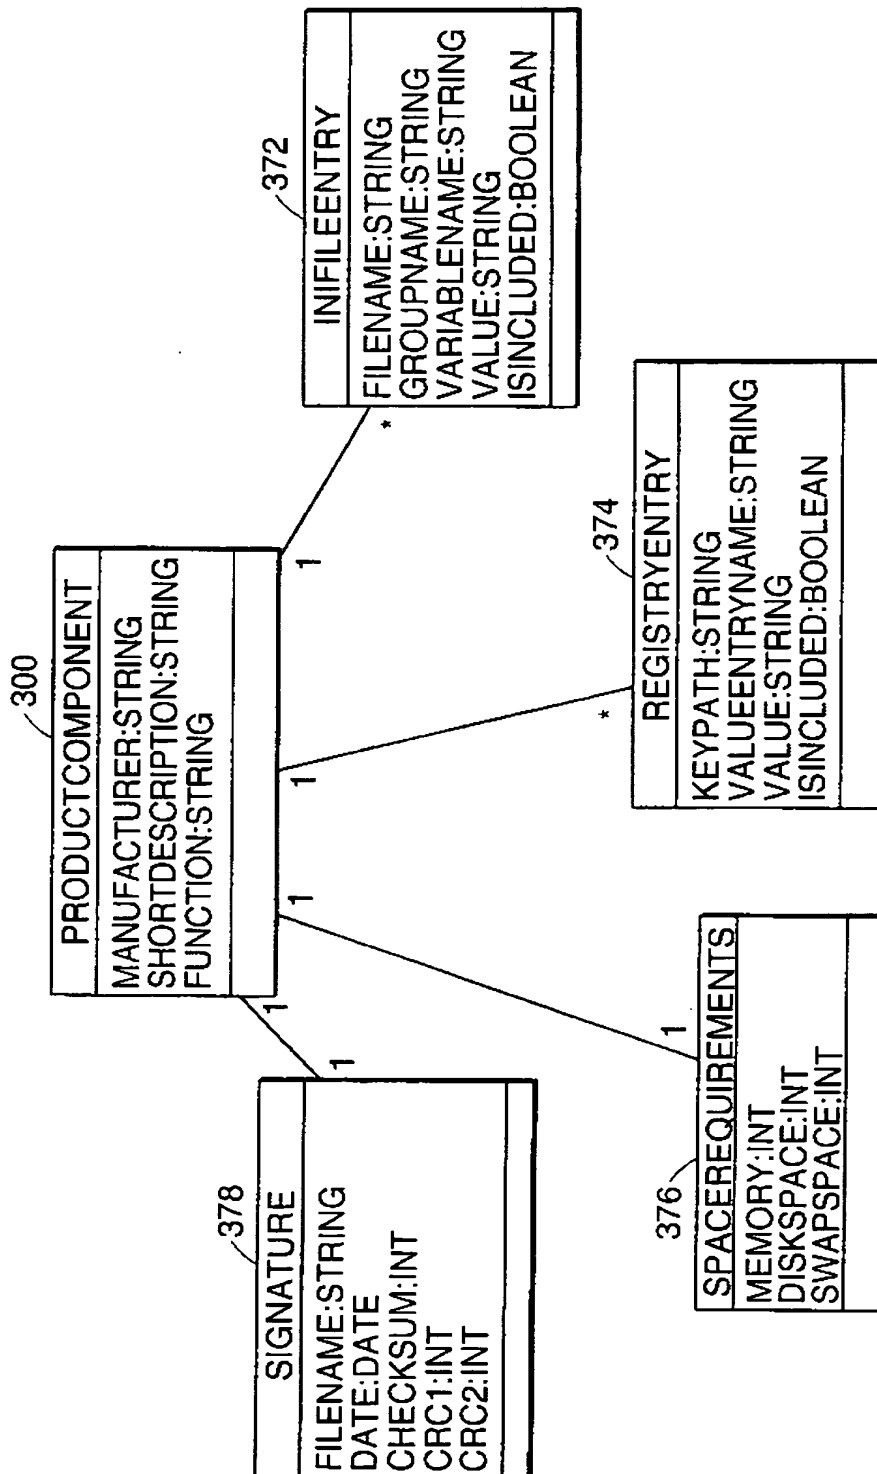 300
PRODUCTCOMPONENT
MANUFACTURER:STRING
SHORTDESCRIPTION:STRING
FUNCTION:STRING
1
1
1
1
378
SIGNATURE
FILENAME:STRING
DATE:DATE
CHECKSUM:INT
CRC1:INT
CRC2:INT
1
376
SPACEREQUIREMENTS
MEMORY:INT
DISKSPACE:INT
SWAPSPACE:INT
1
374
REGISTRYENTRY
KEYPATH:STRING
VALUEENTRYNAME:STRING
VALUE:STRING
ISINCLUDED:BOOLEAN
*
372
INIFILEENTRY
FILENAME:STRING
GROUPNAME:STRING
VARIABLENAME:STRING
VALUE:STRING
ISINCLUDED:BOOLEAN
*